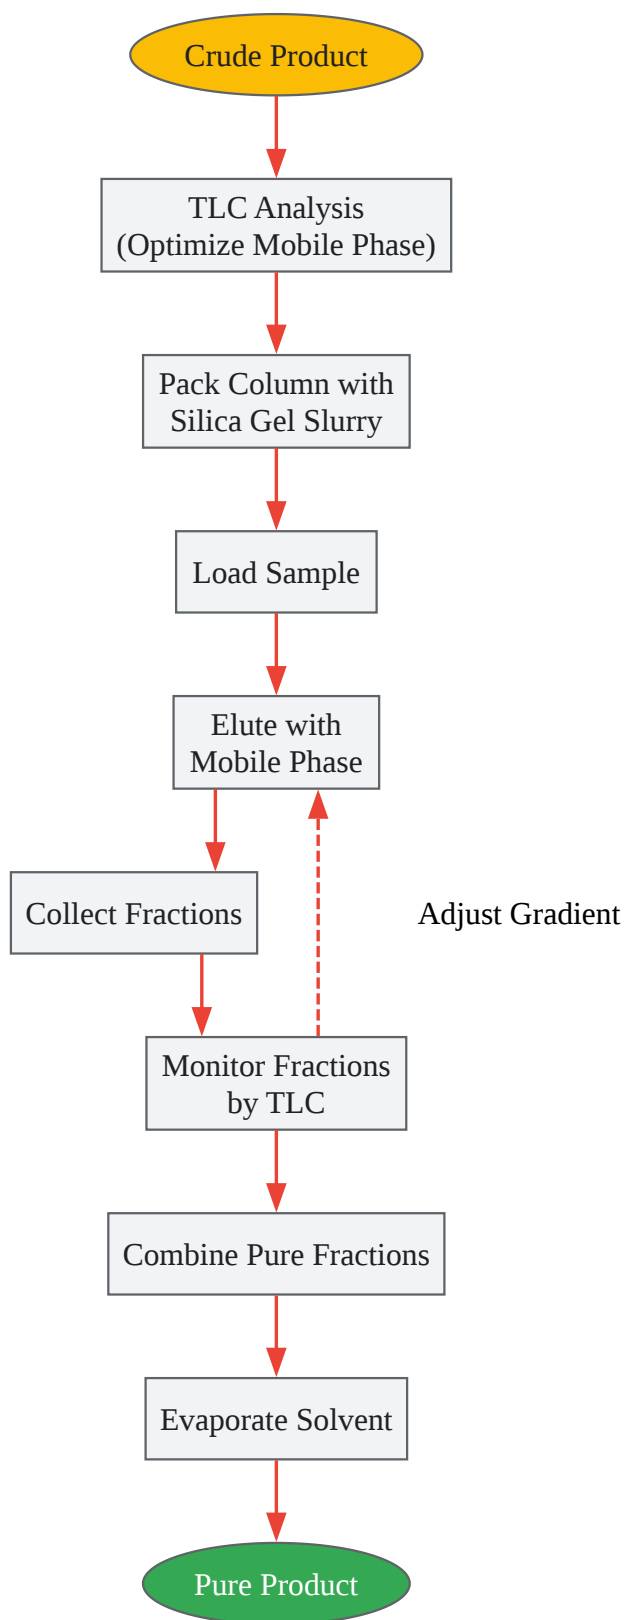 Crude Product
TLC Analysis
(Optimize Mobile Phase)
Pack Column with
Silica Gel Slurry
Load Sample
Elute with
Mobile Phase
Collect Fractions
Adjust Gradient
Monitor Fractions
by TLC
Combine Pure Fractions
Evaporate Solvent
Pure Product